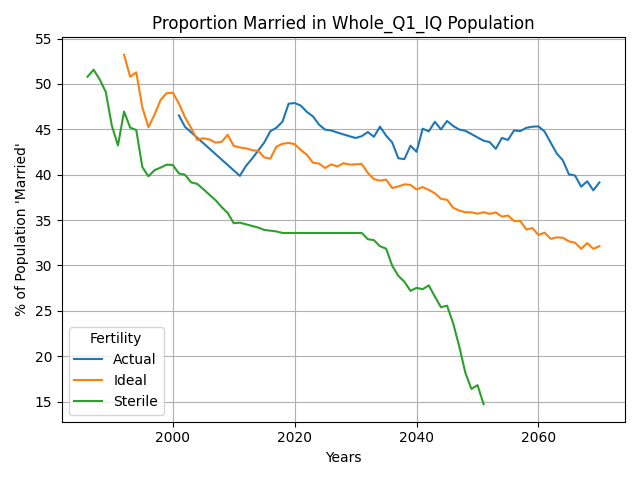 Proportion Married in Whole_Q1_IQ Population
% of Population 'Married'
55
50
45
40
35
30
25
20
15
Fertility
Actual
Ideal
Sterile
2000
2020
2040
2060
Years